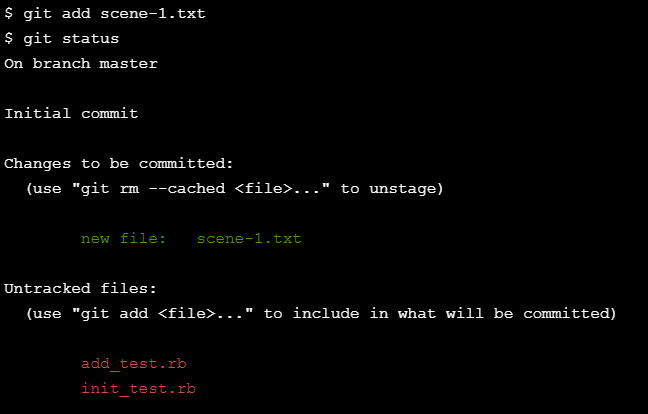 $ git add scene-1.txt
$ git status
On branch master
Initial commit
Changes to be committed:
(use "git rm --cached <file>..." to unstage)
new file:   scene-1.txt
Untracked files:
(use "git add <file>..." to include in what will be committed)
add_test.rb
init_test.rb